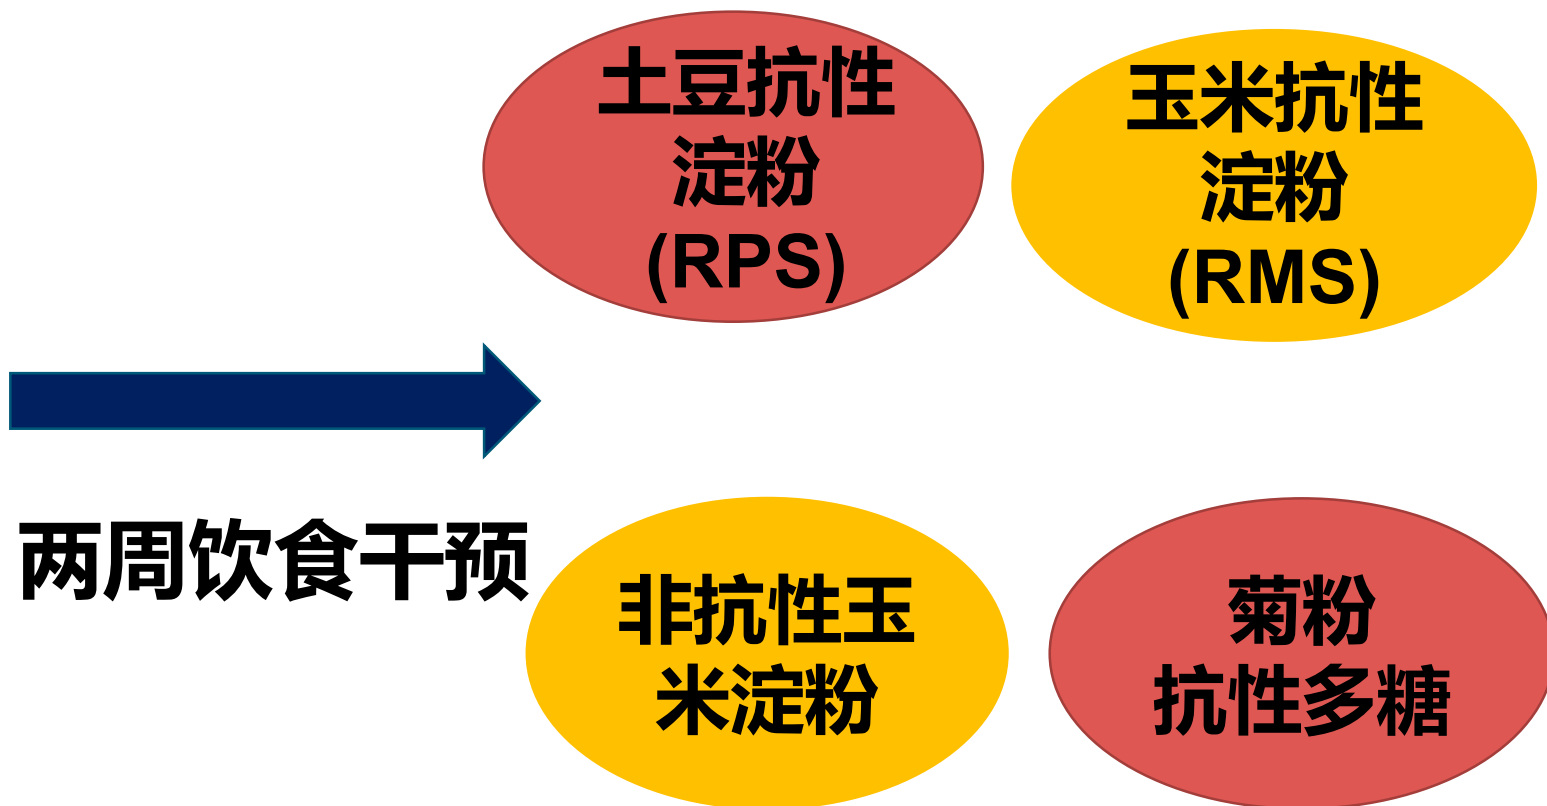 土豆抗性
淀粉
(RPS)
玉米抗性
淀粉
(RMS)
两周饮食干预
非抗性玉
米淀粉
菊粉
抗性多糖